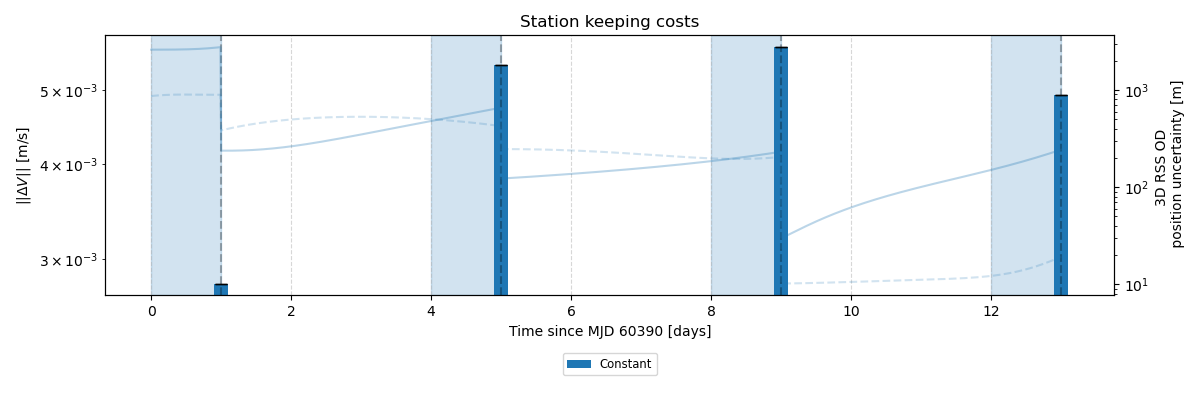 Station keeping costs
||ΔV|| [m/s]
5 × 10⁻³
4 × 10⁻³
3 × 10⁻³
10³
10²
10¹
3D RSS OD
position uncertainty [m]
0 2 4 6 8 10 12
Time since MJD 60390 [days]
Constant